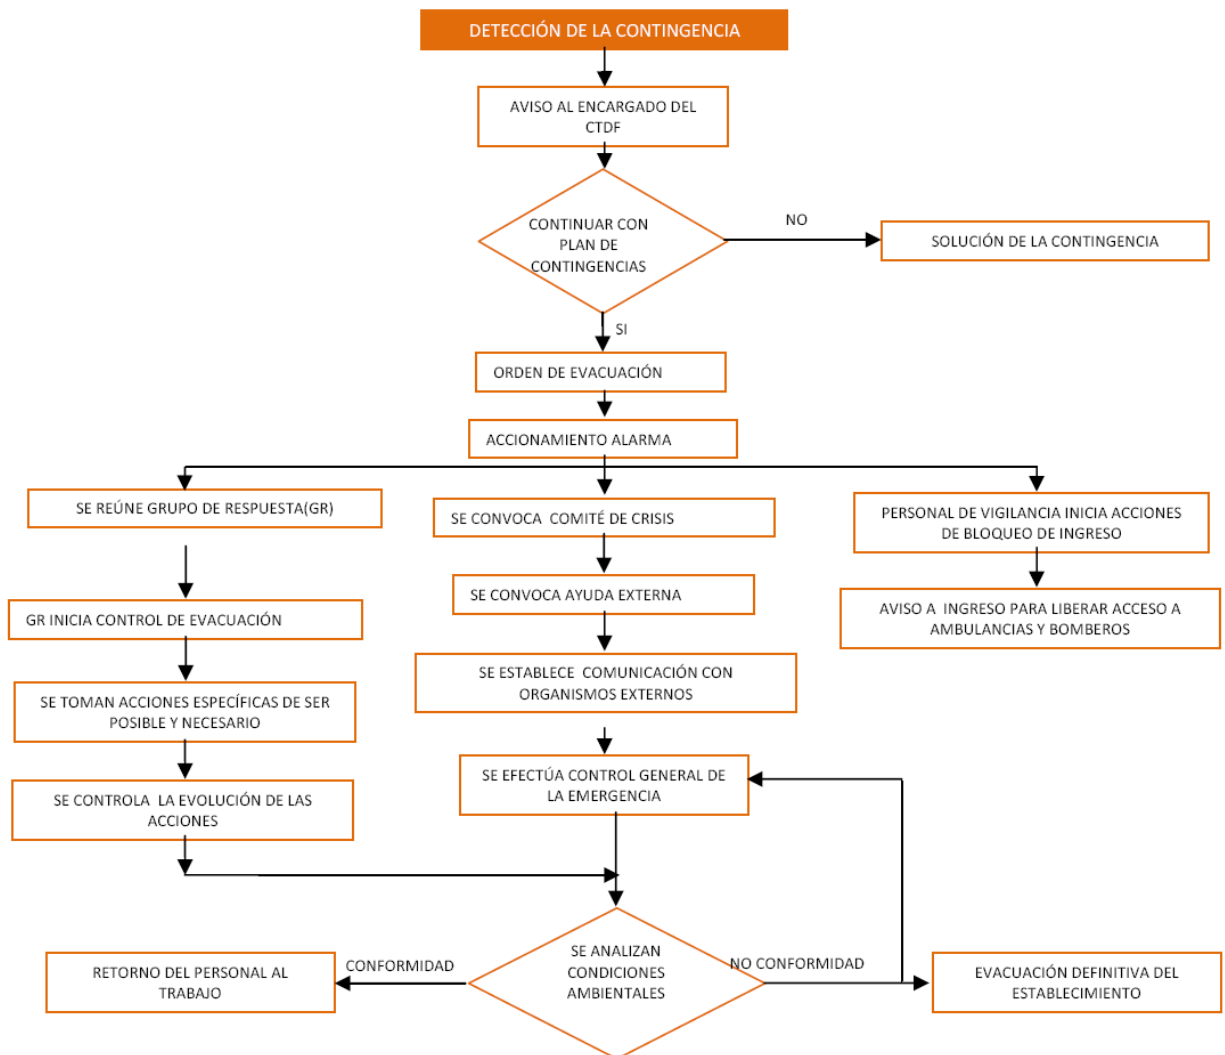 DETECCIÓN DE LA CONTINGENCIA
AVISO AL ENCARGADO DEL
CTDF
CONTINUAR CON
PLAN DE
CONTINGENCIAS
NO
SOLUCIÓN DE LA CONTINGENCIA
SI
ORDEN DE EVACUACIÓN
ACCIONAMIENTO ALARMA
SE REÚNE GRUPO DE RESPUESTA(GR)
SE CONVOCA COMITÉ DE CRISIS
PERSONAL DE VIGILANCIA INICIA ACCIONES
DE BLOQUEO DE INGRESO
GR INICIA CONTROL DE EVACUACIÓN
SE CONVOCA AYUDA EXTERNA
AVISO A INGRESO PARA LIBERAR ACCESO A
AMBULANCIAS Y BOMBEROS
SE TOMAN ACCIONES ESPECÍFICAS DE SER
POSIBLE Y NECESARIO
SE ESTABLECE COMUNICACIÓN CON
ORGANISMOS EXTERNOS
SE CONTROLA LA EVOLUCIÓN DE LAS
ACCIONES
SE EFECTÚA CONTROL GENERAL DE
LA EMERGENCIA
SE ANALIZAN
CONDICIONES
AMBIENTALES
CONFORMIDAD
RETORNO DEL PERSONAL AL
TRABAJO
NO CONFORMIDAD
EVACUACIÓN DEFINITIVA DEL
ESTABLECIMIENTO